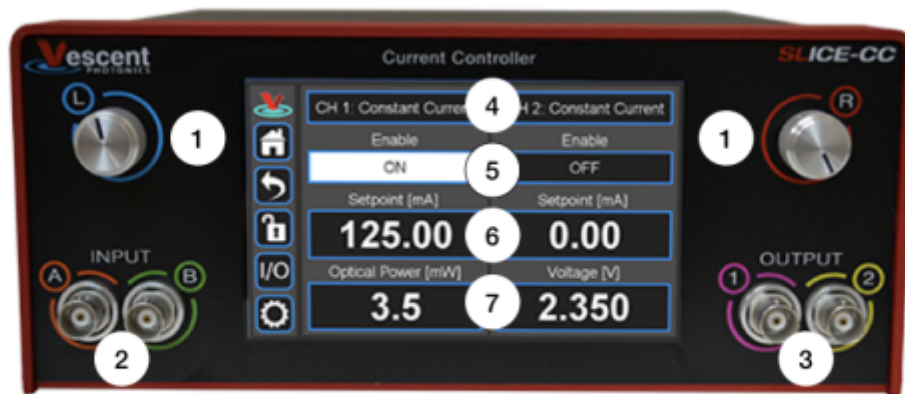 Vescent
PHOTONICS
Current Controller
SLICE-CC
L
R
1
1
4
CH 1: Constant Curren
H 2: Constant Current
Enable
Enable
ON
5
OFF
Setpoint [mA]
Setpoint [mA]
125.00
6
0.00
I/O
Optical Power [mW]
Voltage [V]
3.5
7
2.350
INPUT
A
B
2
OUTPUT
1
2
3